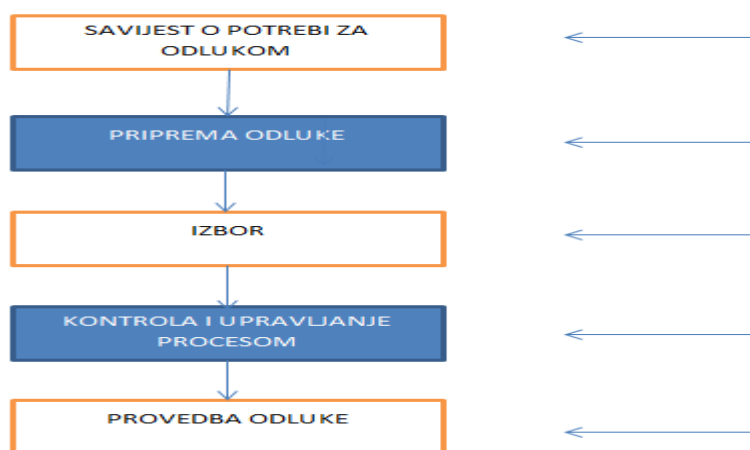 SAVIJEST O POTREBI ZA
ODLUKOM
PRIPREMA ODLUKE
IZBOR
KONTROLA I UPRAVLJANJE
PROCESOM
PROVEDBA ODLUKE